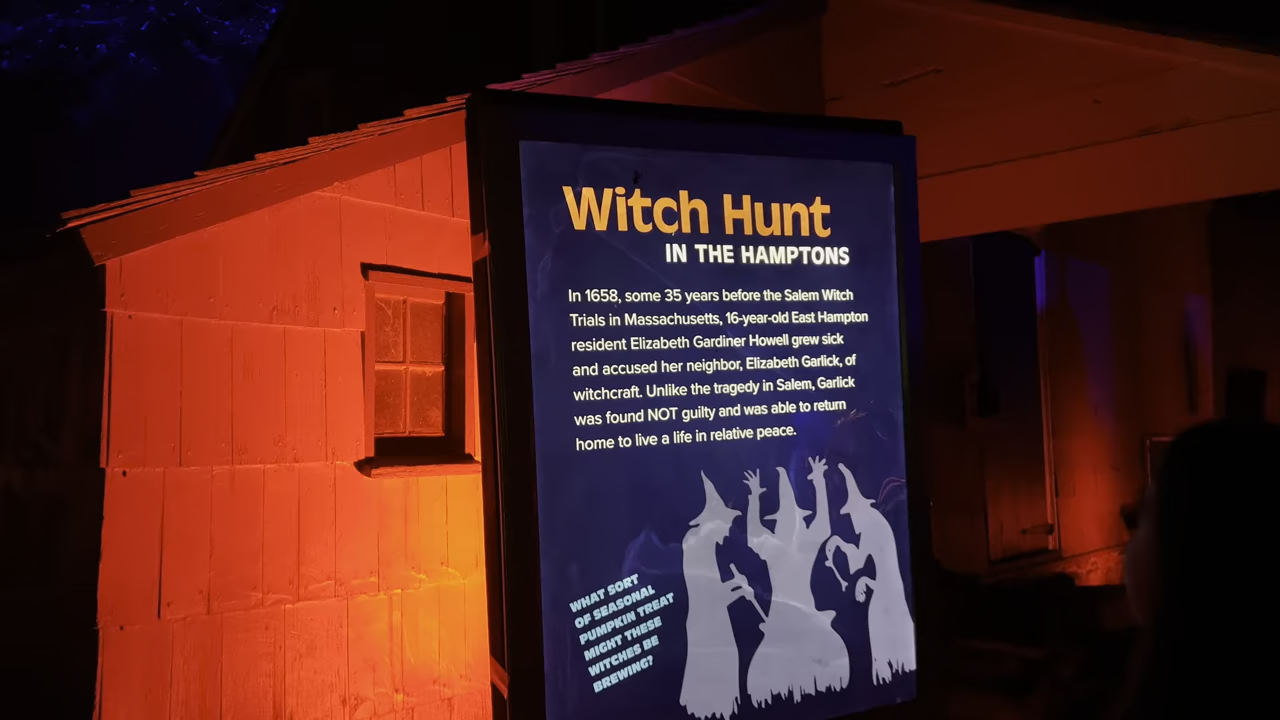 Witch Hunt
IN THE HAMPTONS
In 1658, some 35 years before the Salem Witch
Trials in Massachusetts, 16-year-old East Hampton
resident Elizabeth Gardiner Howell grew sick
and accused her neighbor, Elizabeth Garlick, of
witchcraft. Unlike the tragedy in Salem, Garlick
was found NOT guilty and was able to return
home to live a life in relative peace.
WHAT SORT
OF SEASONAL
PUMPKIN TREAT
MIGHT THESE
WITCHES BE
BREWING?